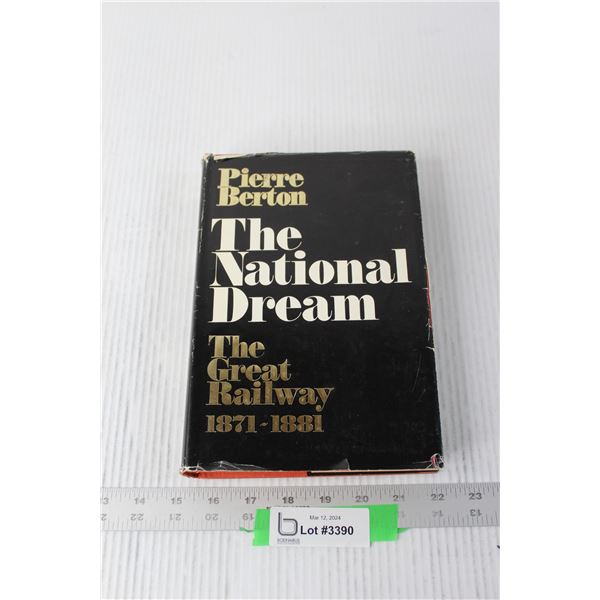 Pierre
Berton
The
National
Dream
The
Great
Railway
1871-1881
13 14 15 16 17 18 19 20 21 22 23
Mar 12, 2024
b
Lot #3390